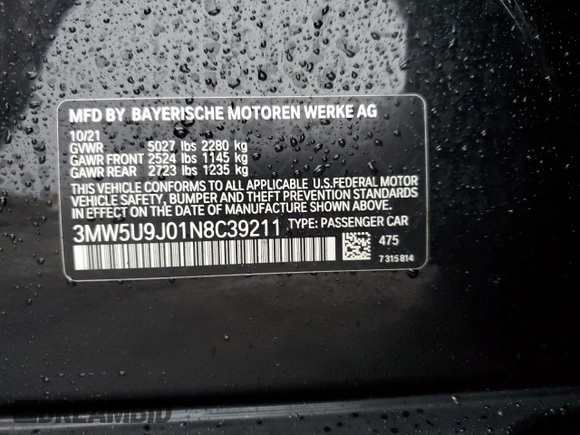 MFD BY BAYERISCHE MOTOREN WERKE AG
10/21
GVWR 5027 lbs 2280 kg
GAWR FRONT 2524 lbs 1145 kg
GAWR REAR 2723 lbs 1235 kg
THIS VEHICLE CONFORMS TO ALL APPLICABLE U.S.FEDERAL MOTOR
VEHICLE SAFETY, BUMPER AND THEFT PREVENTION STANDARDS
IN EFFECT ON THE DATE OF MANUFACTURE SHOWN ABOVE.
3MW5U9J01N8C39211 TYPE: PASSENGER CAR
475
7 315 814
DREAMBID